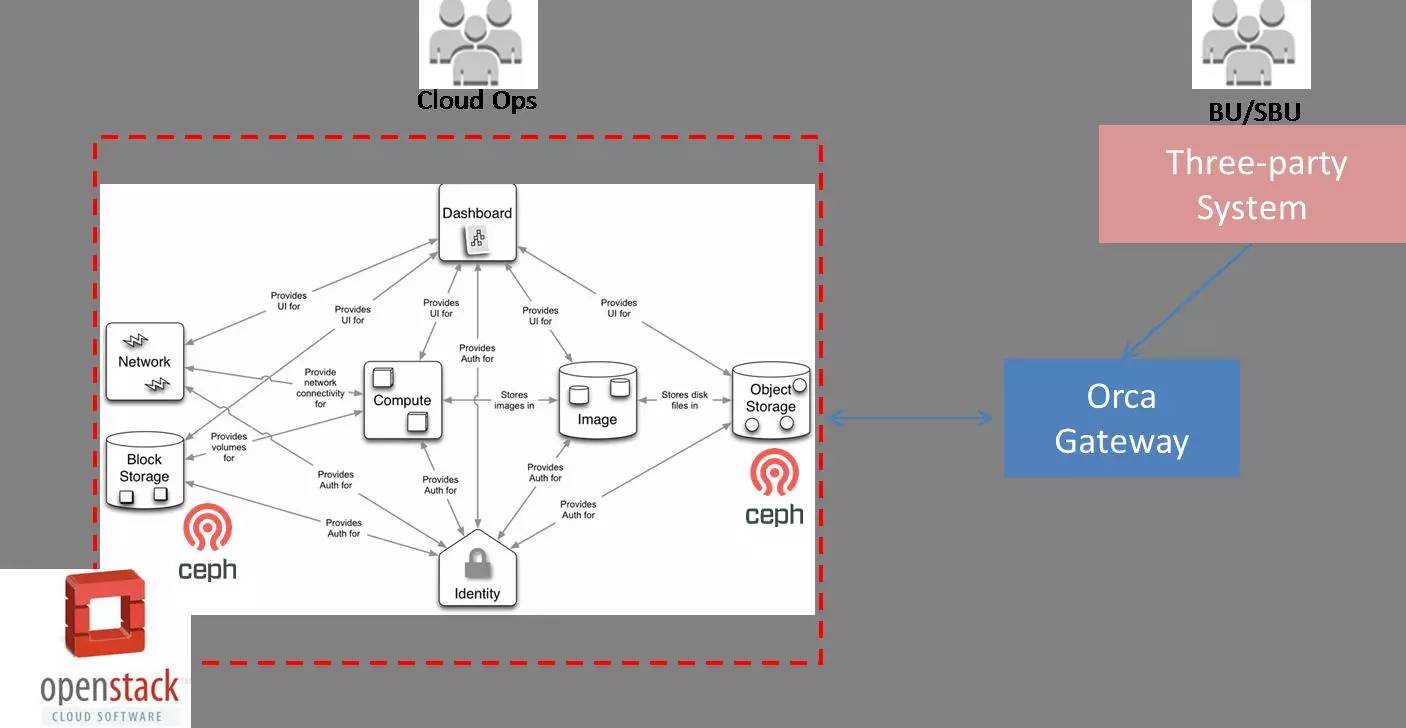 Cloud Ops
BU/SBU
Three-party
System
Dashboard
Provides
UI for
Provides
UI for
Provides
UI for
Provides
UI for
Provides
UI for
Network
Provides
Auth for
Provide
network
connectivity
for
Compute
Stores
images in
Image
Stores disk
files in
Object
Storage
Orca
Gateway
Provides
volumes
for
Block
Storage
Provides
Auth for
Provides
Auth for
Provides
Auth for
Provides
Auth for
Provides
Auth for
ceph
ceph
Identity
openstack™
CLOUD SOFTWARE